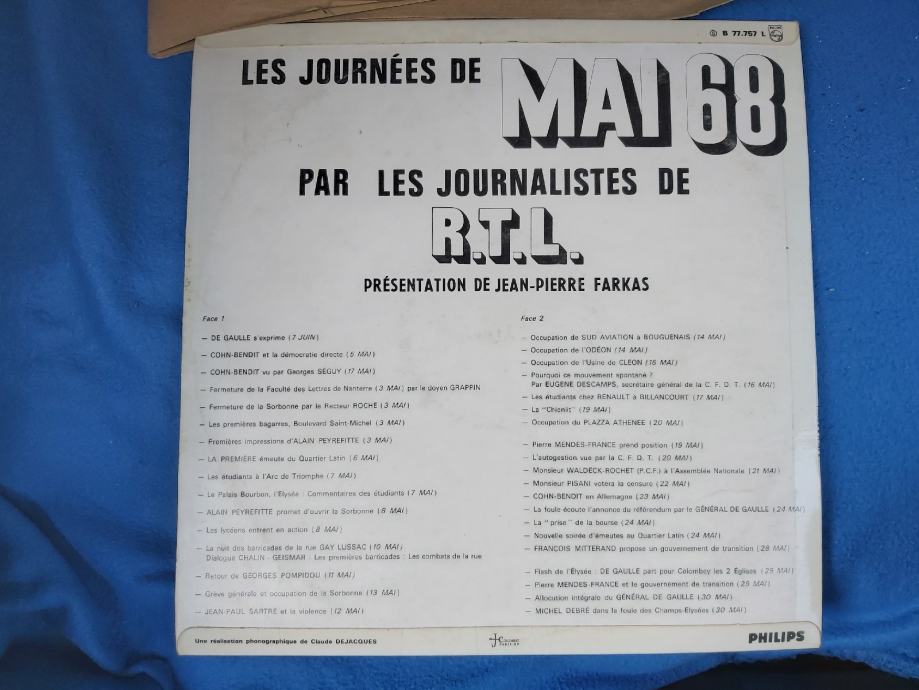 Ⓢ B 77.757 L
LES JOURNÉES DE MAI 68
PAR LES JOURNALISTES DE
R.T.L.
PRÉSENTATION DE JEAN-PIERRE FARKAS
Face 1
— DE GAULLE s'exprime (7 JUIN)
— COHN-BENDIT et la démocratie directe (5 MAI)
— COHN-BENDIT vu par Georges SÉGUY (17 MAI)
— Fermeture de la Faculté des Lettres de Nanterre (3 MAI) par le doyen GRAPPIN
— Fermeture de la Sorbonne par le Recteur ROCHE (3 MAI)
— Les premières bagarres, Boulevard Saint-Michel (3 MAI)
— Premières impressions d'ALAIN PEYREFITTE (3 MAI)
— LA PREMIÈRE émeute du Quartier Latin (6 MAI)
— Les étudiants à l'Arc de Triomphe (7 MAI)
— Le Palais Bourbon, l'Elysée : Commentaires des étudiants (7 MAI)
— ALAIN PEYREFITTE promet d'ouvrir la Sorbonne (8 MAI)
— Les lycéens entrent en action (8 MAI)
— La nuit des barricades de la rue GAY LUSSAC (10 MAI)
Dialogue CHALIN - GEISMAR : Les premières barricades : Les combats de la rue
— Retour de GEORGES POMPIDOU (11 MAI)
— Grève générale et occupation de la Sorbonne (13 MAI)
— JEAN-PAUL SARTRE et la violence (12 MAI)
Face 2
— Occupation de SUD AVIATION à BOUGUENAIS (14 MAI)
— Occupation de l'ODÉON (14 MAI)
— Occupation de l'Usine de CLEON (16 MAI)
— Pourquoi ce mouvement spontané ?
Par EUGENE DESCAMPS, secrétaire général de la C. F. D. T. (16 MAI)
— Les étudiants chez RENAULT à BILLANCOURT (17 MAI)
— La "Chienlit" (19 MAI)
— Occupation du PLAZZA ATHENEE (20 MAI)
Pierre MENDES-FRANCE prend position (19 MAI)
— L'autogestion vue par la C. F. D. T. (20 MAI)
— Monsieur WALDECK-ROCHET (P.C.F.) à l'Assemblée Nationale (21 MAI)
— Monsieur PISANI votera la censure (22 MAI)
— COHN-BENDIT en Allemagne (23 MAI)
— La foule écoute l'annonce du référendum par le GÉNÉRAL DE GAULLE (24 MAI)
— La " prise " de la bourse (24 MAI)
— Nouvelle soirée d'émeutes au Quartier Latin (24 MAI)
— FRANÇOIS MITTERAND propose un gouvernement de transition (28 MAI)
— Flash de l'Elysée : DE GAULLE part pour Colombey les 2 Églises (29 MAI)
— Pierre MENDES-FRANCE et le gouvernement de transition (29 MAI)
— Allocution intégrale du GÉNÉRAL DE GAULLE (30 MAI)
— MICHEL DEBRÉ dans la foule des Champs-Elysées (30 MAI)
Une réalisation phonographique de Claude DEJACQUES
PHILIPS